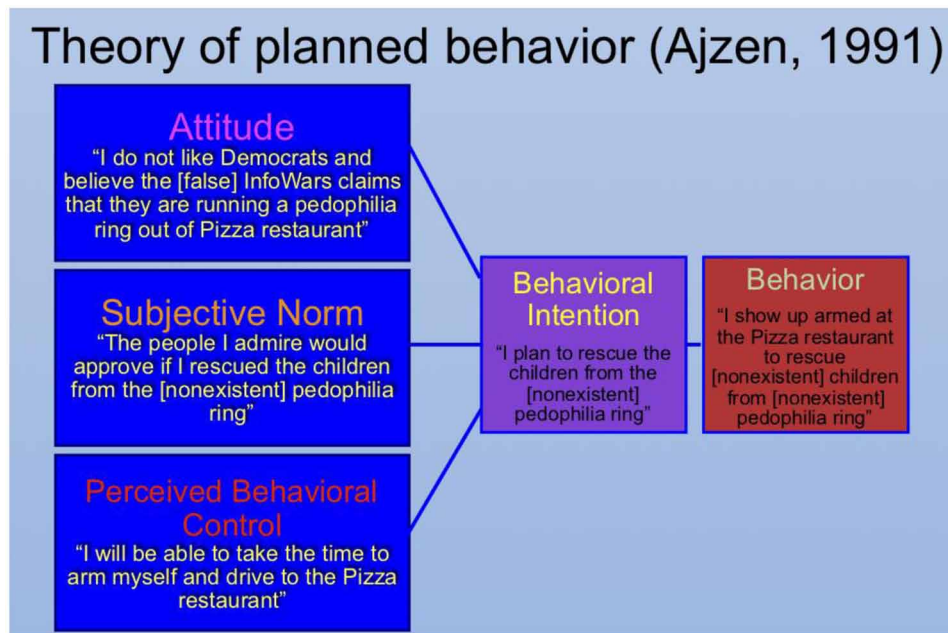 Theory of planned behavior (Ajzen, 1991)
Attitude
“I do not like Democrats and
believe the [false] InfoWars claims
that they are running a pedophilia
ring out of Pizza restaurant”
Subjective Norm
“The people I admire would
approve if I rescued the children
from the [nonexistent] pedophilia
ring”
Perceived Behavioral
Control
“I will be able to take the time to
arm myself and drive to the Pizza
restaurant”
Behavioral
Intention
“I plan to rescue the
children from the
[nonexistent]
pedophilia ring”
Behavior
“I show up armed at
the Pizza restaurant
to rescue
[nonexistent] children
from [nonexistent]
pedophilia ring”